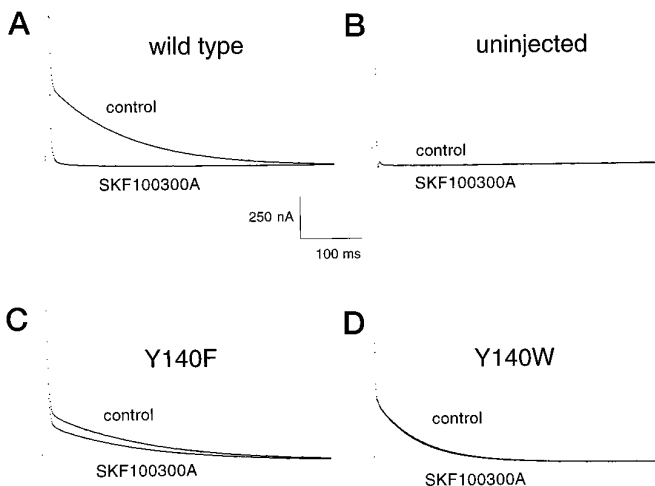 A
wild type
control
SKF100300A
B
uninjected
control
SKF100300A
250 nA
100 ms
C
Y140F
control
SKF100300A
D
Y140W
control
SKF100300A